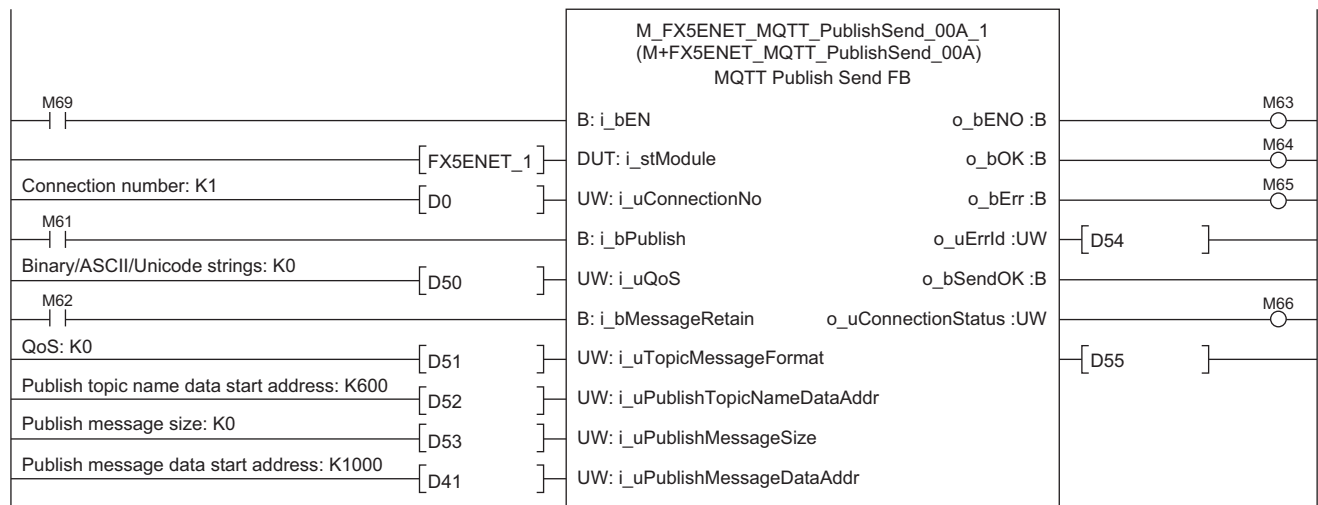 M_FX5ENET_MQTT_PublishSend_00A_1
(M+FX5ENET_MQTT_PublishSend_00A)
MQTT Publish Send FB
M69
B: i_bEN
o_bENO :B
M63
FX5ENET_1
DUT: i_stModule
o_bOK :B
M64
Connection number: K1
D0
UW: i_uConnectionNo
o_bErr :B
M65
M61
B: i_bPublish
o_uErrId :UW
D54
Binary/ASCII/Unicode strings: K0
D50
UW: i_uQoS
o_bSendOK :B
M62
B: i_bMessageRetain
o_uConnectionStatus :UW
M66
QoS: K0
D51
UW: i_uTopicMessageFormat
D55
Publish topic name data start address: K600
D52
UW: i_uPublishTopicNameDataAddr
Publish message size: K0
D53
UW: i_uPublishMessageSize
Publish message data start address: K1000
D41
UW: i_uPublishMessageDataAddr